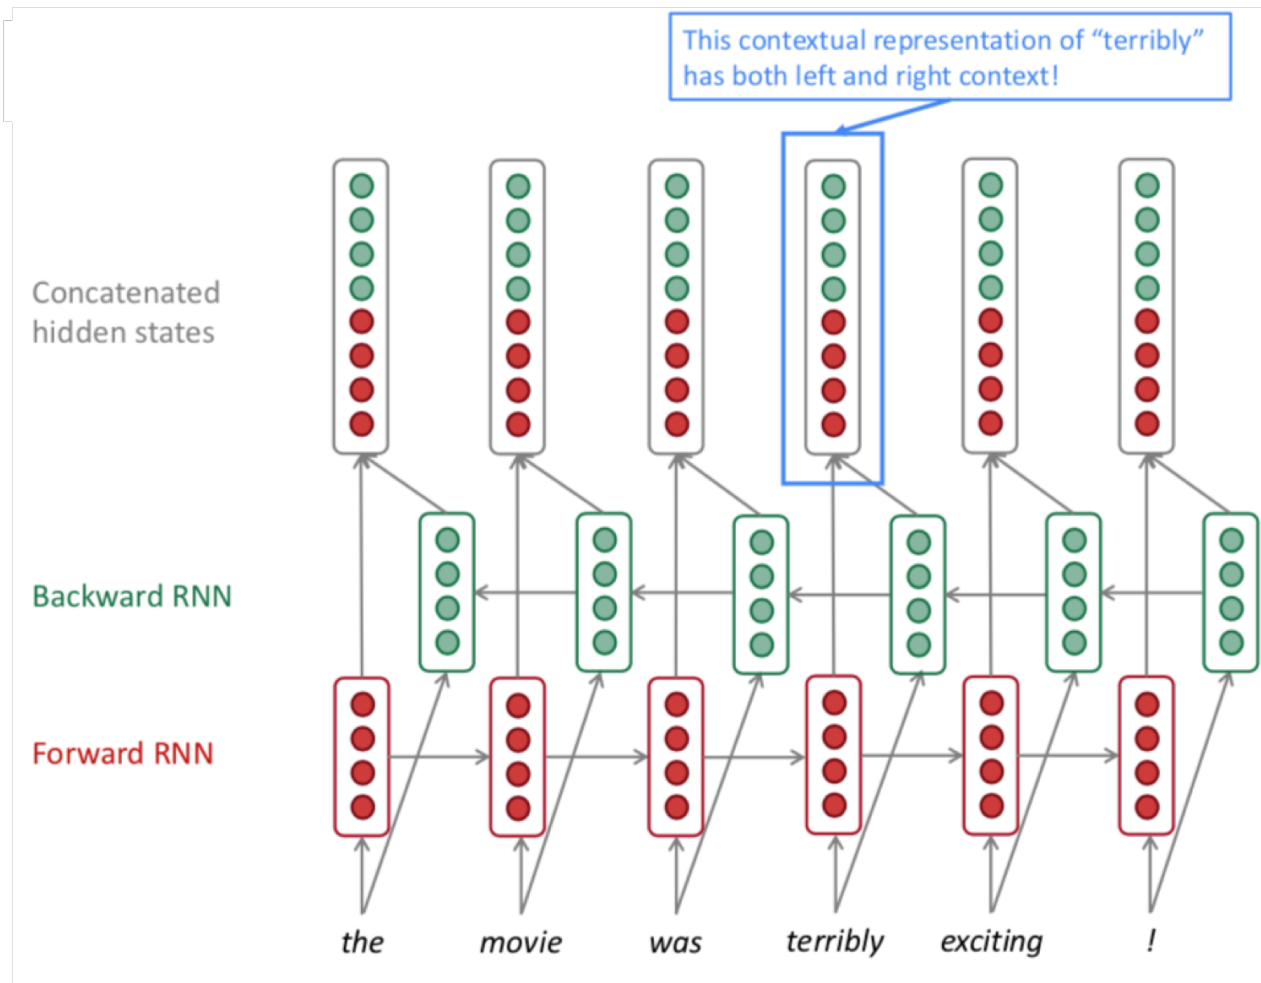 This contextual representation of “terribly”
has both left and right context!
Concatenated
hidden states
Backward RNN
Forward RNN
the movie was terribly exciting !